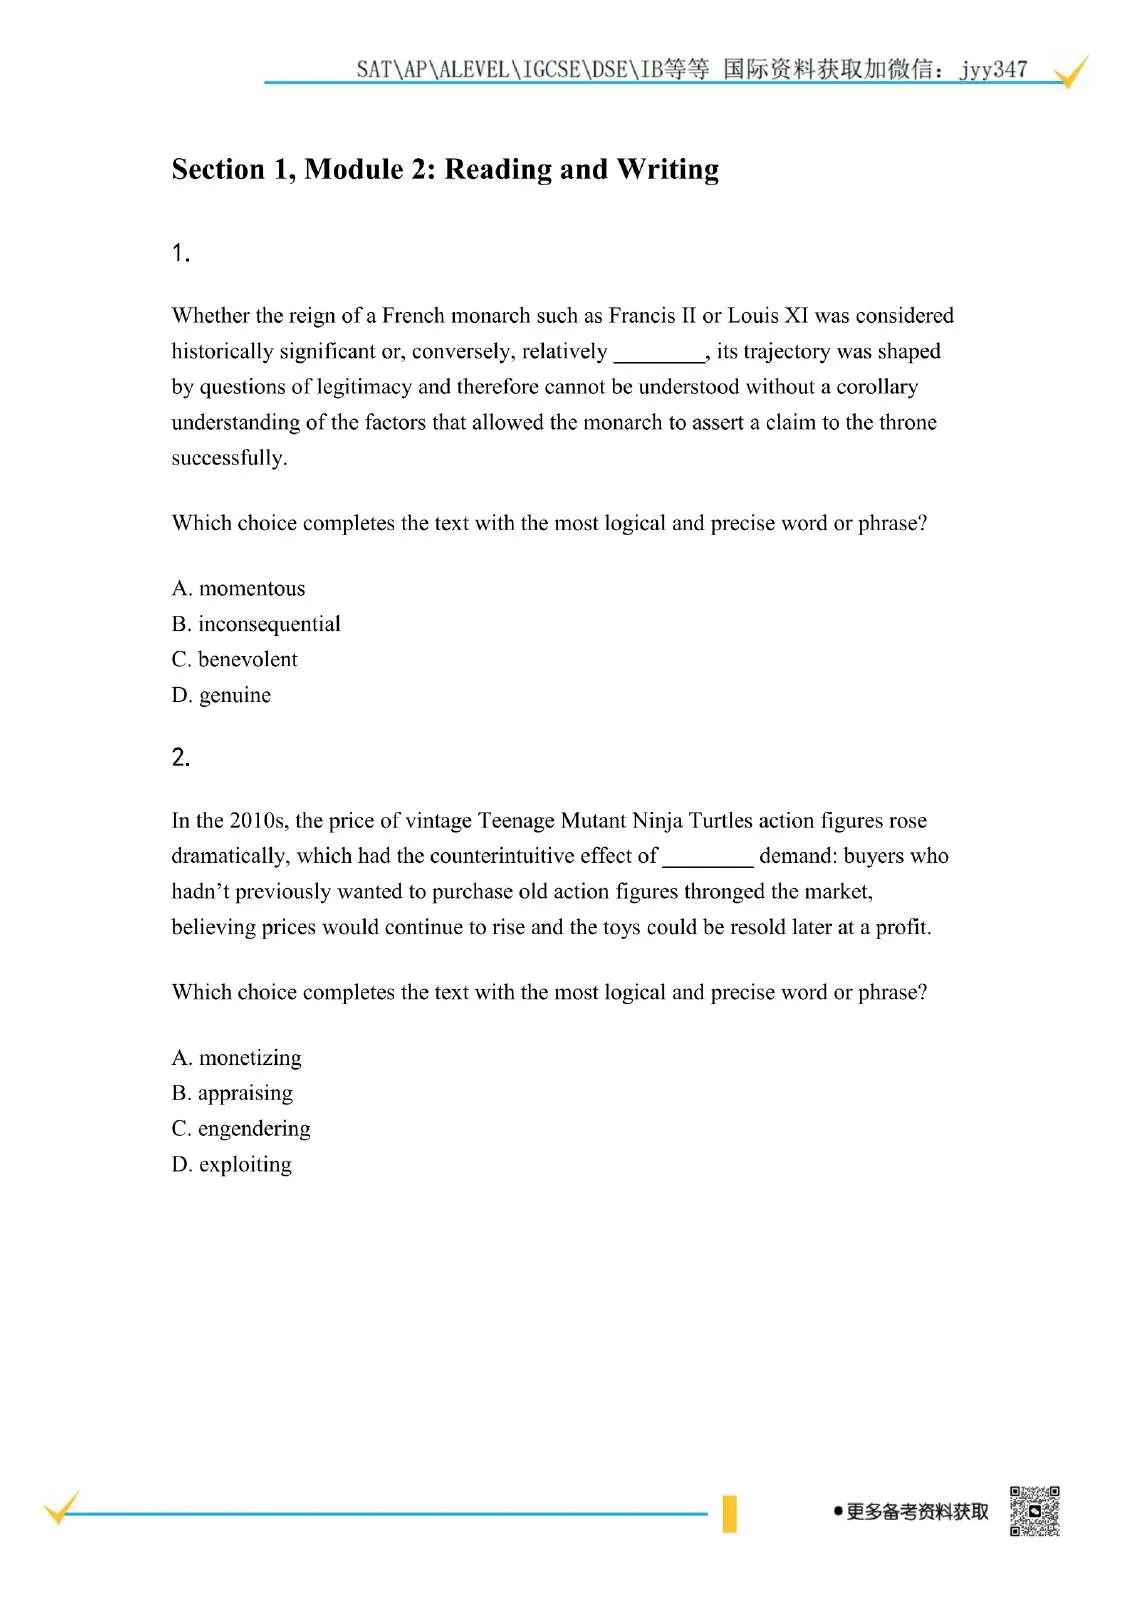 SAT\AP\ALEVEL\IGCSE\DSE\IB等等 国际资料获取加微信: jyy347
Section 1, Module 2: Reading and Writing
1.
Whether the reign of a French monarch such as Francis II or Louis XI was considered
historically significant or, conversely, relatively ________, its trajectory was shaped
by questions of legitimacy and therefore cannot be understood without a corollary
understanding of the factors that allowed the monarch to assert a claim to the throne
successfully.
Which choice completes the text with the most logical and precise word or phrase?
A. momentous
B. inconsequential
C. benevolent
D. genuine
2.
In the 2010s, the price of vintage Teenage Mutant Ninja Turtles action figures rose
dramatically, which had the counterintuitive effect of ________ demand: buyers who
hadn’t previously wanted to purchase old action figures thronged the market,
believing prices would continue to rise and the toys could be resold later at a profit.
Which choice completes the text with the most logical and precise word or phrase?
A. monetizing
B. appraising
C. engendering
D. exploiting
●更多备考资料获取